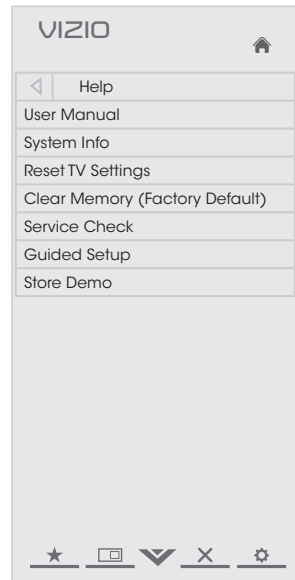 VIZIO
Help
User Manual
System Info
Reset TV Settings
Clear Memory (Factory Default)
Service Check
Guided Setup
Store Demo